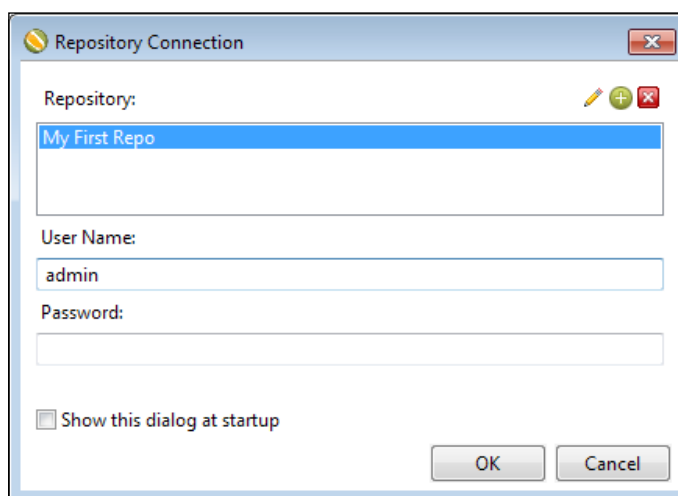 Repository Connection
Repository:
My First Repo
User Name:
admin
Password:
Show this dialog at startup
OK Cancel